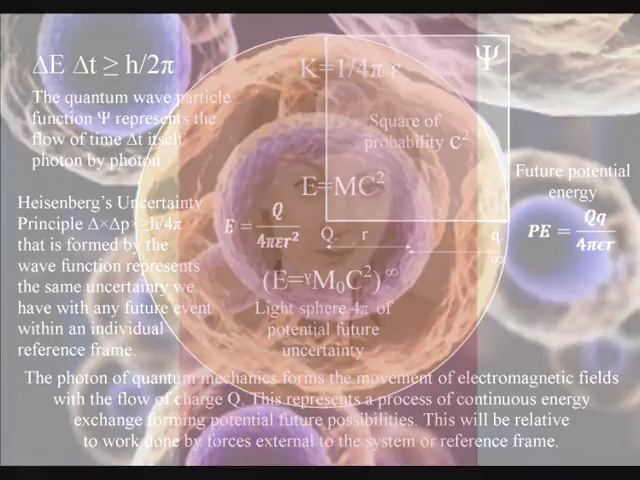 ΔE Δt ≥ h/2π
The quantum wave particle
function Ψ represents the
flow of time Δt itself
photon by photon
Heisenberg's Uncertainty
Principle Δ×Δp ≥h/4π
that is formed by the
wave function represents
the same uncertainty we
have with any future event
within an individual
reference frame.
K=1/4π ε
Ψ
Square of
probability c²
E=MC²
E = Q/4πεr²
Q. r q.
∞
(E=γM₀C²)∞
Light sphere 4π of
potential future
uncertainty
Future potential
energy
PE = Qq/4πεr
The photon of quantum mechanics forms the movement of electromagnetic fields
with the flow of charge Q. This represents a process of continuous energy
exchange forming potential future possibilities. This will be relative
to work done by forces external to the system or reference frame.